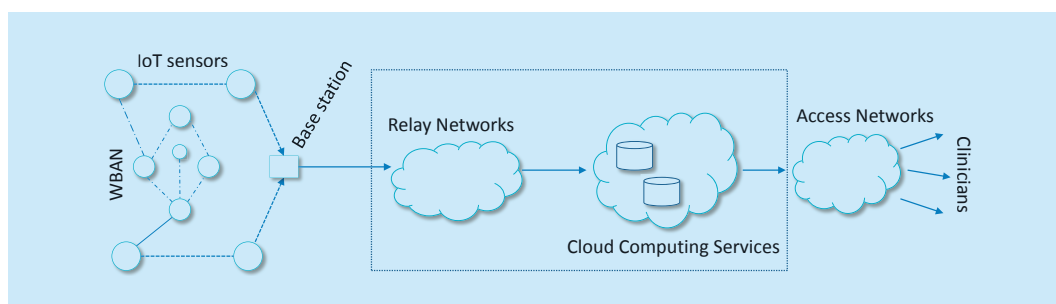 IoT sensors
WBAN
Base station
Relay Networks
Cloud Computing Services
Access Networks
Clinicians